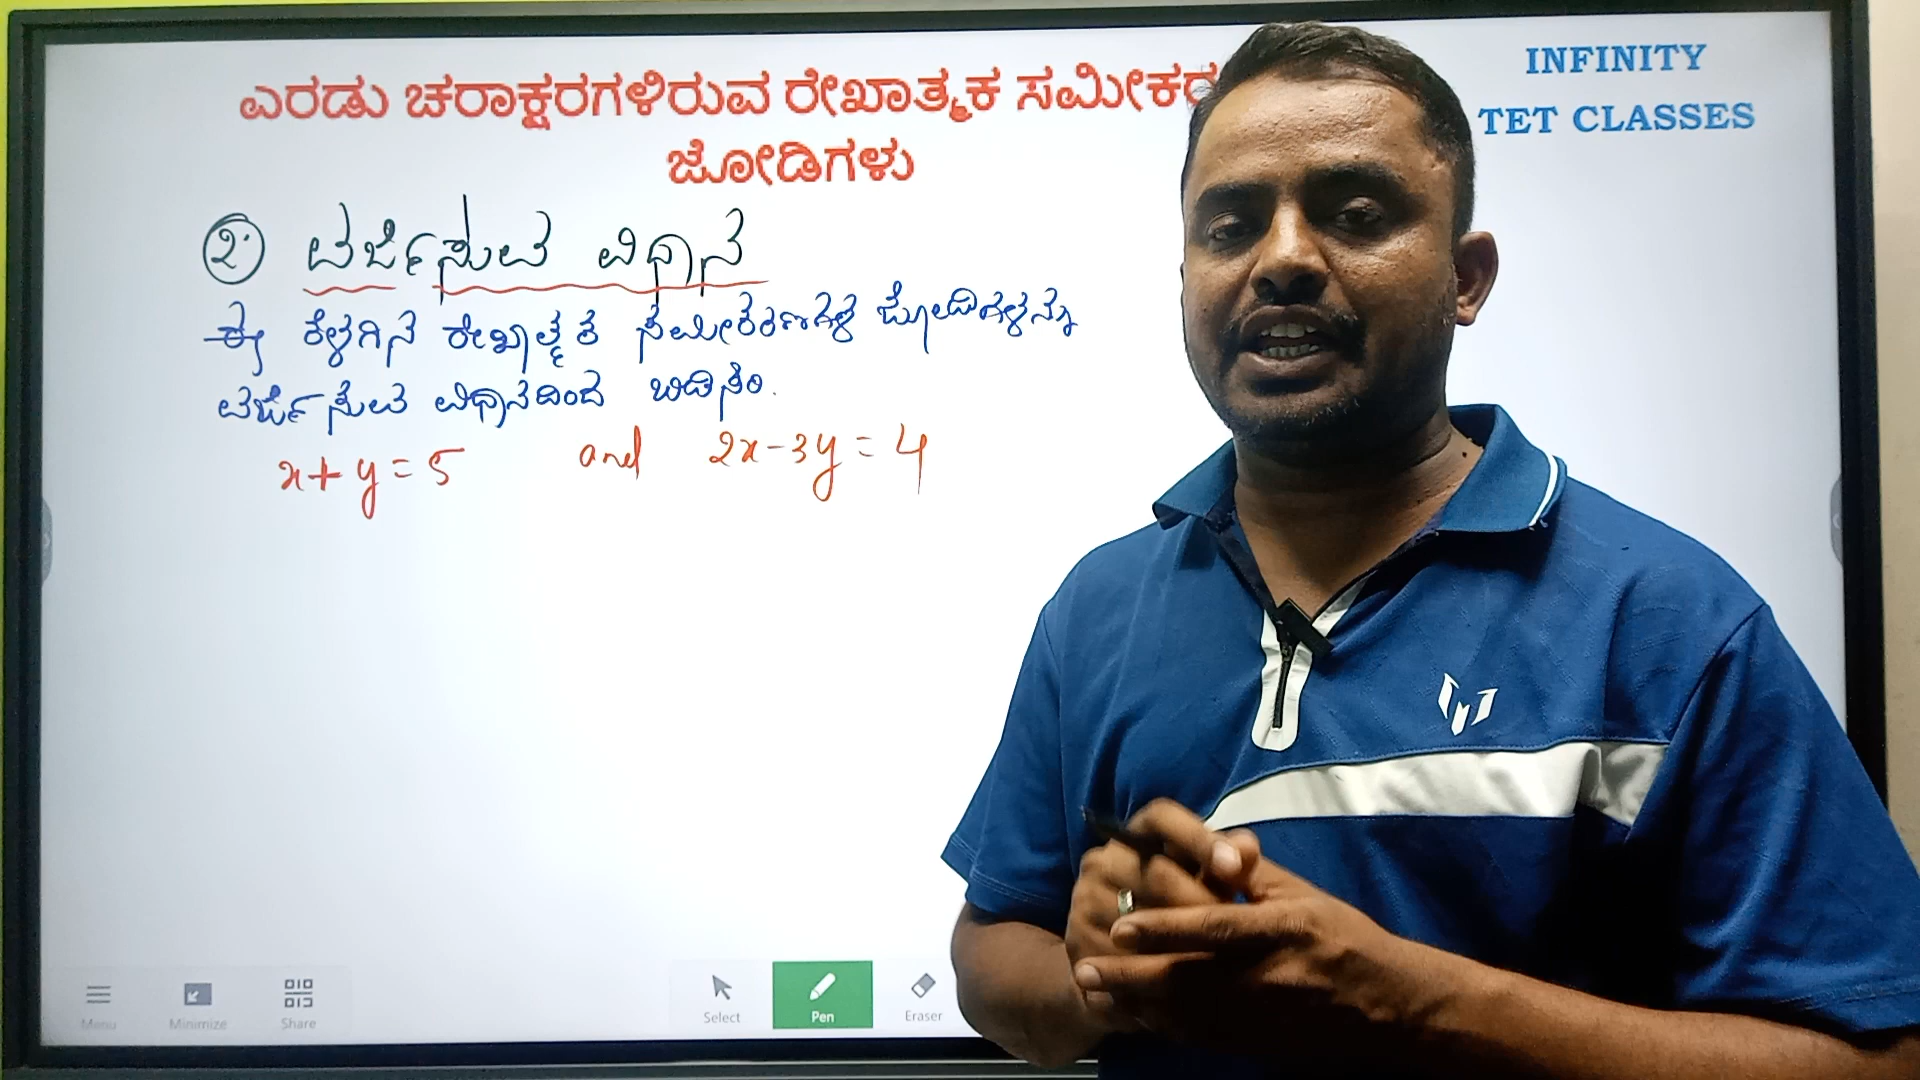 ಎರಡು ಚರಾಕ್ಷರಗಳಿರುವ ರೇಖಾತ್ಮಕ ಸಮೀಕರ
ಜೋಡಿಗಳು
INFINITY
TET CLASSES
2. ವರ್ಜಿಸುವ ವಿಧಾನ
ಈ ಕೆಳಗಿನ ರೇಖಾತ್ಮಕ ಸಮೀಕರಣಗಳ ಜೋಡಿಗಳನ್ನು
ವರ್ಜಿಸುವ ವಿಧಾನದಿಂದ ಬಿಡಿಸಿರಿ.
x+y=5 and 2x-3y=4
Menu Minimize Share Select Pen Eraser